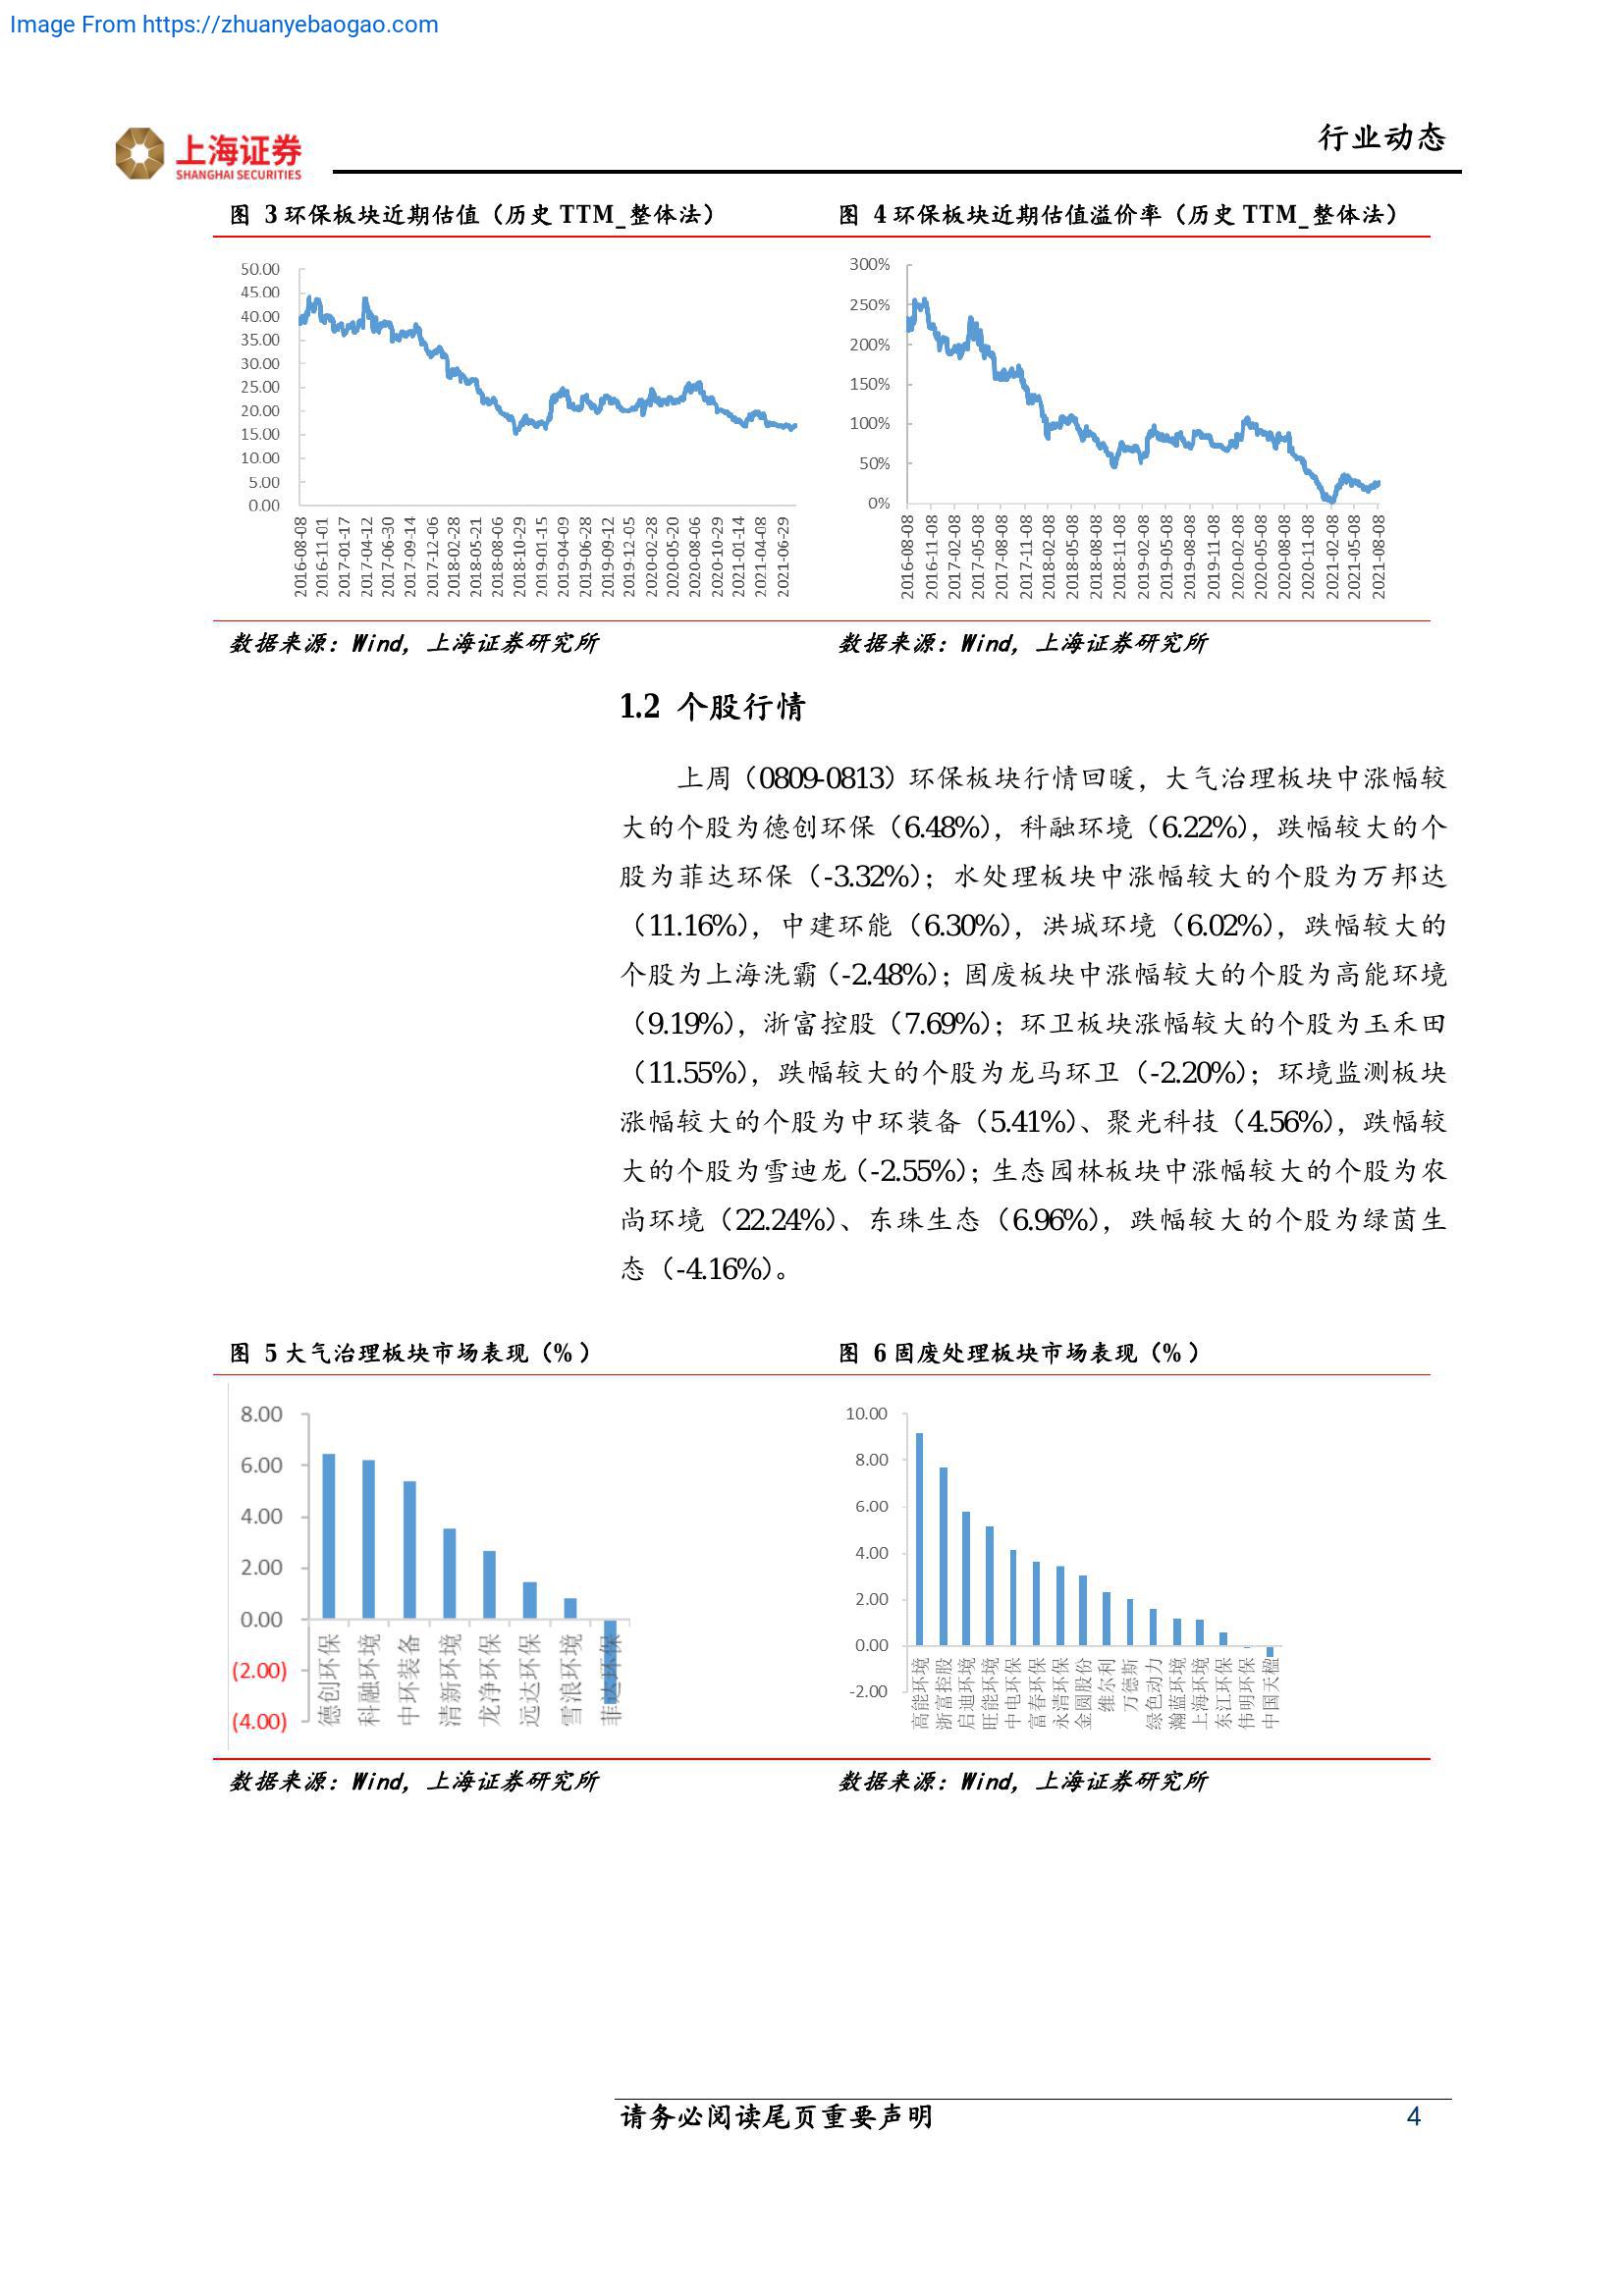 Image From https://zhuanyebaogao.com
上海证券
SHANGHAI SECURITIES
行业动态
图 3 环保板块近期估值（历史 TTM_整体法）
50.00
45.00
40.00
35.00
30.00
25.00
20.00
15.00
10.00
5.00
0.00
2016-08-08
2016-11-01
2017-01-17
2017-04-12
2017-06-30
2017-09-14
2017-12-06
2018-02-28
2018-05-21
2018-08-06
2018-10-29
2019-01-15
2019-04-09
2019-06-28
2019-09-12
2019-12-05
2020-02-28
2020-05-20
2020-08-06
2020-10-29
2021-01-14
2021-04-08
2021-06-29
数据来源：Wind，上海证券研究所
图 4 环保板块近期估值溢价率（历史 TTM_整体法）
300%
250%
200%
150%
100%
50%
0%
2016-08-08
2016-11-08
2017-02-08
2017-05-08
2017-08-08
2017-11-08
2018-02-08
2018-05-08
2018-08-08
2018-11-08
2019-02-08
2019-05-08
2019-08-08
2019-11-08
2020-02-08
2020-05-08
2020-08-08
2020-11-08
2021-02-08
2021-05-08
2021-08-08
数据来源：Wind，上海证券研究所
1.2 个股行情
上周（0809-0813）环保板块行情回暖，大气治理板块中涨幅较
大的个股为德创环保（6.48%），科融环境（6.22%），跌幅较大的个
股为菲达环保（-3.32%）；水处理板块中涨幅较大的个股为万邦达
（11.16%），中建环能（6.30%），洪城环境（6.02%），跌幅较大的
个股为上海洗霸（-2.48%）；固废板块中涨幅较大的个股为高能环境
（9.19%），浙富控股（7.69%）；环卫板块涨幅较大的个股为玉禾田
（11.55%），跌幅较大的个股为龙马环卫（-2.20%）；环境监测板块
涨幅较大的个股为中环装备（5.41%）、聚光科技（4.56%），跌幅较
大的个股为雪迪龙（-2.55%）；生态园林板块中涨幅较大的个股为农
尚环境（22.24%）、东珠生态（6.96%），跌幅较大的个股为绿茵生
态（-4.16%）。
图 5 大气治理板块市场表现（%）
8.00
6.00
4.00
2.00
0.00
(2.00)
(4.00)
德创环保
科融环境
中环装备
清新环境
龙净环保
远达环保
雪浪环境
菲达环保
数据来源：Wind，上海证券研究所
图 6 固废处理板块市场表现（%）
10.00
8.00
6.00
4.00
2.00
0.00
-2.00
高能环境
浙富控股
启迪环境
旺能环境
中电环保
富春环保
永清环保
金圆股份
维尔利
万德斯
绿色动力
瀚蓝环境
上海环境
东江环保
伟明环保
中国天楹
数据来源：Wind，上海证券研究所
请务必阅读尾页重要声明
4